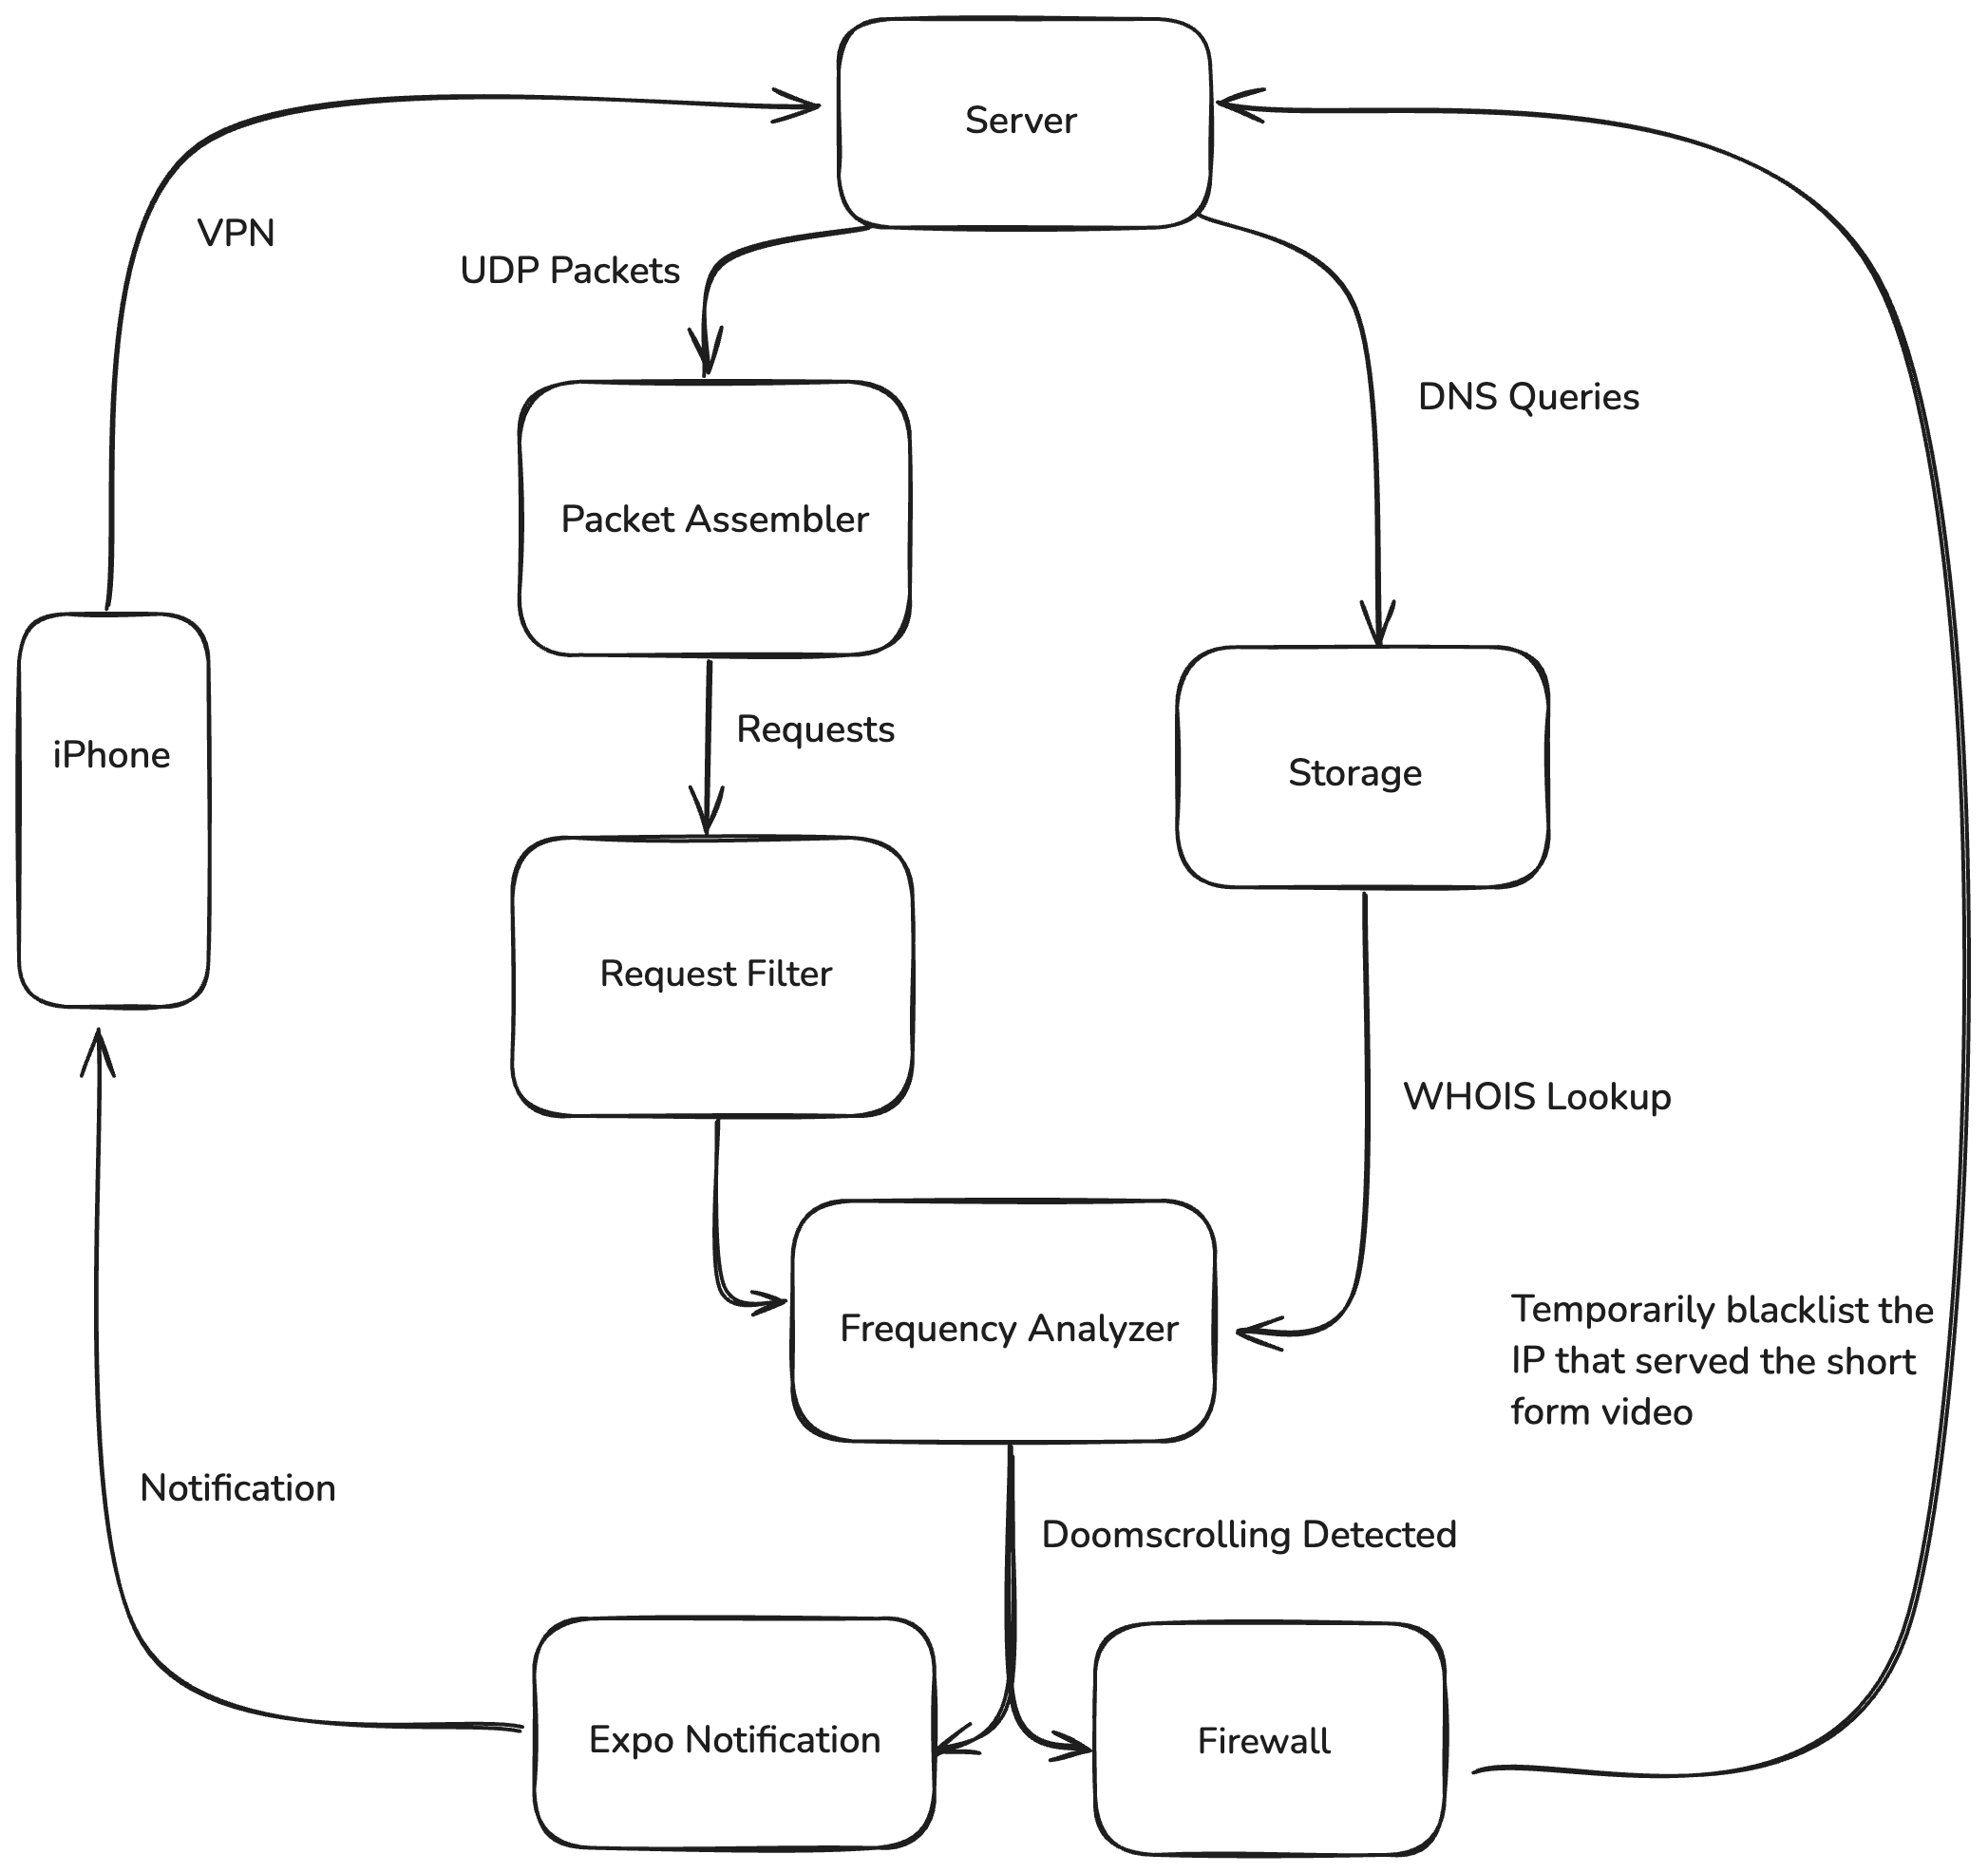 Server
VPN
UDP Packets
DNS Queries
Packet Assembler
Requests
iPhone
Storage
Request Filter
WHOIS Lookup
Frequency Analyzer
Temporarily blacklist the
IP that served the short
form video
Notification
Doomscrolling Detected
Expo Notification
Firewall